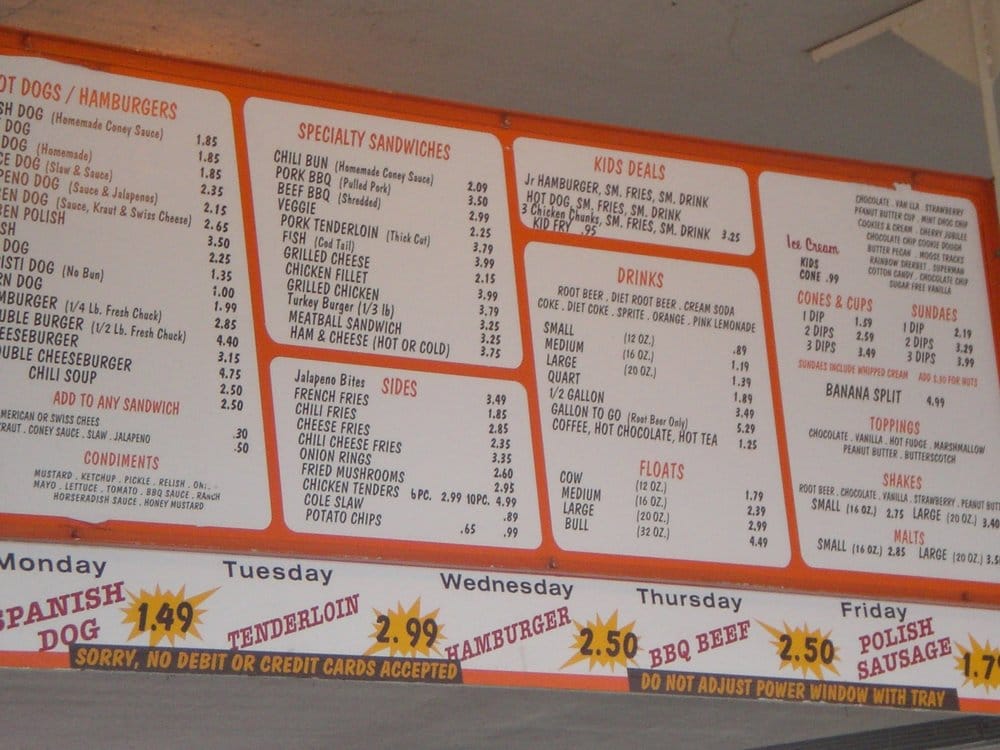 OT DOGS / HAMBURGERS
SH DOG (Homemade Coney Sauce) 1.85
DOG 1.85
DOG (Homemade) 1.85
CE DOG (Slaw & Sauce) 2.35
PENO DOG (Sauce & Jalapenos) 2.15
BEN DOG (Sauce, Kraut & Swiss Cheese) 2.65
BEN POLISH 3.50
SH 2.25
DOG 1.35
ISTI DOG (No Bun) 1.00
RN DOG 1.99
MBURGER (1/4 Lb. Fresh Chuck) 2.85
UBLE BURGER (1/2 Lb. Fresh Chuck) 4.40
EESEBURGER 3.15
UBLE CHEESEBURGER 4.75
CHILI SOUP 2.50
2.50
ADD TO ANY SANDWICH
MERICAN OR SWISS CHEES .30
RAUT . CONEY SAUCE . SLAW . JALAPENO .50
CONDIMENTS
MUSTARD . KETCHUP . PICKLE . RELISH .
MAYO . LETTUCE . TOMATO . BBQ SAUCE . RANCH
HORSERADISH SAUCE . HONEY MUSTARD
SPECIALTY SANDWICHES
CHILI BUN (Homemade Coney Sauce) 2.09
PORK BBQ (Pulled Pork) 3.50
BEEF BBQ (Shredded) 2.99
VEGGIE 2.25
PORK TENDERLOIN (Thick Cut) 3.79
FISH (Cod Tail) 3.99
GRILLED CHEESE 2.15
CHICKEN FILLET 3.99
GRILLED CHICKEN 3.79
Turkey Burger (1/3 lb) 3.25
MEATBALL SANDWICH 3.25
HAM & CHEESE (HOT OR COLD) 3.75
SIDES
Jalapeno Bites 3.49
FRENCH FRIES 1.85
CHILI FRIES 2.85
CHEESE FRIES 2.35
CHILI CHEESE FRIES 3.35
ONION RINGS 2.60
FRIED MUSHROOMS 2.95
CHICKEN TENDERS 6PC. 2.99 10PC. 4.99
COLE SLAW .89
POTATO CHIPS .65 .99
KIDS DEALS
Jr HAMBURGER, SM. FRIES, SM. DRINK
HOT DOG, SM. FRIES, SM. DRINK
3 Chicken Chunks, SM. FRIES, SM. DRINK 3.25
KID FRY .95
DRINKS
ROOT BEER . DIET ROOT BEER . CREAM SODA
COKE . DIET COKE . SPRITE . ORANGE . PINK LEMONADE
SMALL (12 OZ.) .89
MEDIUM (16 OZ.) 1.19
LARGE (20 OZ.) 1.39
QUART 1.89
1/2 GALLON 3.49
GALLON TO GO (Root Beer Only) 5.29
COFFEE, HOT CHOCOLATE, HOT TEA 1.25
FLOATS
COW (12 OZ.) 1.79
MEDIUM (16 OZ.) 2.39
LARGE (20 OZ.) 2.99
BULL (32 OZ.) 4.49
CHOCOLATE . VANILLA . STRAWBERRY
PEANUT BUTTER CUP . MINT CHOC CHIP
COOKIES & CREAM . CHERRY JUBILEE
CHOCOLATE CHIP COOKIE DOUGH
BUTTER PECAN . MOOSE TRACKS
RAINBOW SHERBET . SUPERMAN
COTTON CANDY . CHOCOLATE CHIP
SUGAR FREE VANILLA
Ice Cream
KIDS
CONE .99
CONES & CUPS
1 DIP 1.59
2 DIPS 2.59
3 DIPS 3.49
SUNDAES
1 DIP 2.19
2 DIPS 3.29
3 DIPS 3.99
SUNDAES INCLUDE WHIPPED CREAM ADD $.30 FOR NUTS
BANANA SPLIT 4.99
TOPPINGS
CHOCOLATE . VANILLA . HOT FUDGE . MARSHMALLOW
PEANUT BUTTER . BUTTERSCOTCH
SHAKES
ROOT BEER . CHOCOLATE . VANILLA . STRAWBERRY . PEANUT BUTT
SMALL (16 OZ.) 2.75 LARGE (20 OZ.) 3.40
MALTS
SMALL (16 OZ.) 2.85 LARGE (20 OZ.) 3.5
Monday
SPANISH
DOG
1.49
Tuesday
TENDERLOIN
2.99
Wednesday
HAMBURGER
2.50
Thursday
BBQ BEEF
2.50
Friday
POLISH
SAUSAGE
1.7
SORRY, NO DEBIT OR CREDIT CARDS ACCEPTED
DO NOT ADJUST POWER WINDOW WITH TRAY